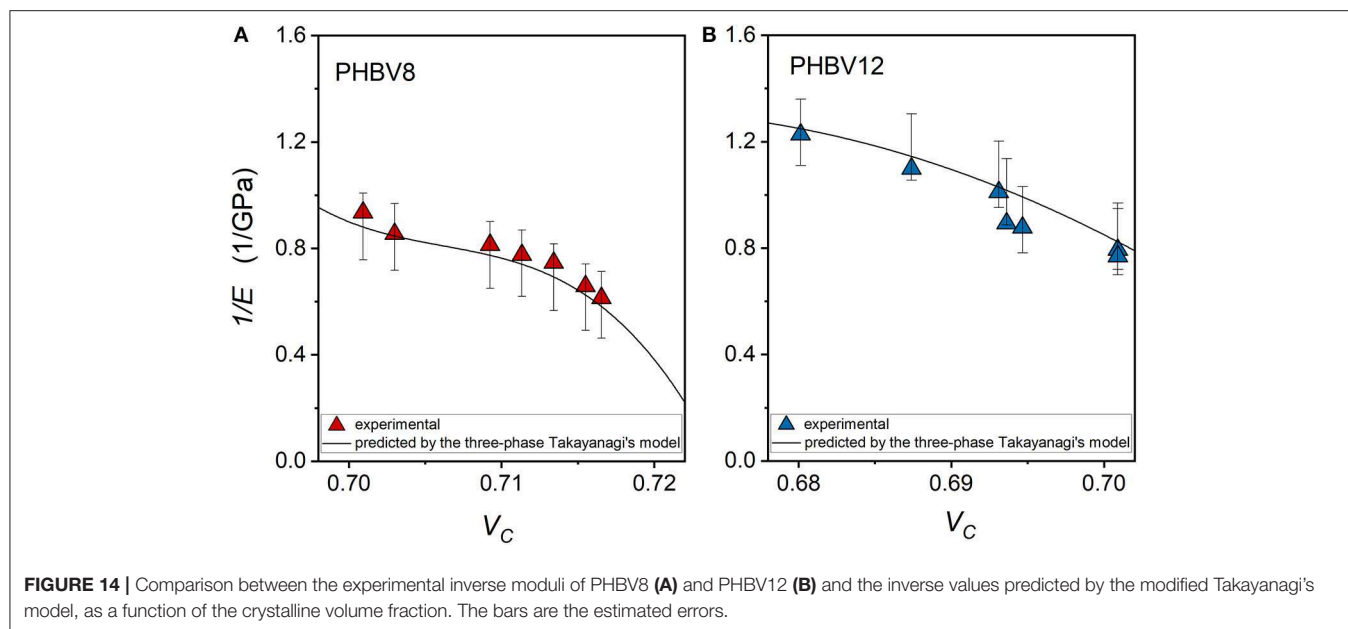 A
PHBV8
1.6
1.2
0.8
0.4
0.0
1/E (1/GPa)
experimental
predicted by the three-phase Takayanagi's model
0.70 0.71 0.72
VC
B
PHBV12
1.6
1.2
0.8
0.4
0.0
experimental
predicted by the three-phase Takayanagi's model
0.68 0.69 0.70
VC
FIGURE 14 | Comparison between the experimental inverse moduli of PHBV8 (A) and PHBV12 (B) and the inverse values predicted by the modified Takayanagi's
model, as a function of the crystalline volume fraction. The bars are the estimated errors.